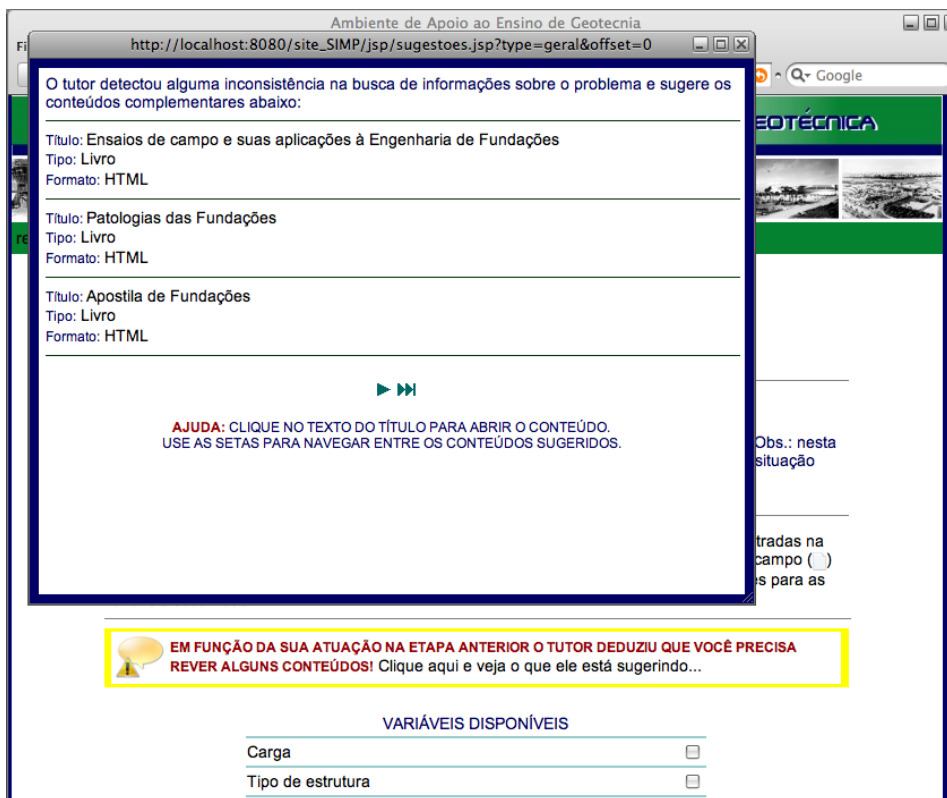 Ambiente de Apoio ao Ensino de Geotecnia
http://localhost:8080/site_SIMP/jsp/sugestoes.jsp?type=geral&offset=0
Fi
Google
EOTÉCNICA
re
O tutor detectou alguma inconsistência na busca de informações sobre o problema e sugere os
conteúdos complementares abaixo:
Título: Ensaios de campo e suas aplicações à Engenharia de Fundações
Tipo: Livro
Formato: HTML
Título: Patologias das Fundações
Tipo: Livro
Formato: HTML
Título: Apostila de Fundações
Tipo: Livro
Formato: HTML
AJUDA: CLIQUE NO TEXTO DO TÍTULO PARA ABRIR O CONTEÚDO.
USE AS SETAS PARA NAVEGAR ENTRE OS CONTEÚDOS SUGERIDOS.
Obs.: nesta
situação
tradas na
campo ( )
s para as
EM FUNÇÃO DA SUA ATUAÇÃO NA ETAPA ANTERIOR O TUTOR DEDUZIU QUE VOCÊ PRECISA
REVER ALGUNS CONTEÚDOS! Clique aqui e veja o que ele está sugerindo...
VARIÁVEIS DISPONÍVEIS
Carga
Tipo de estrutura